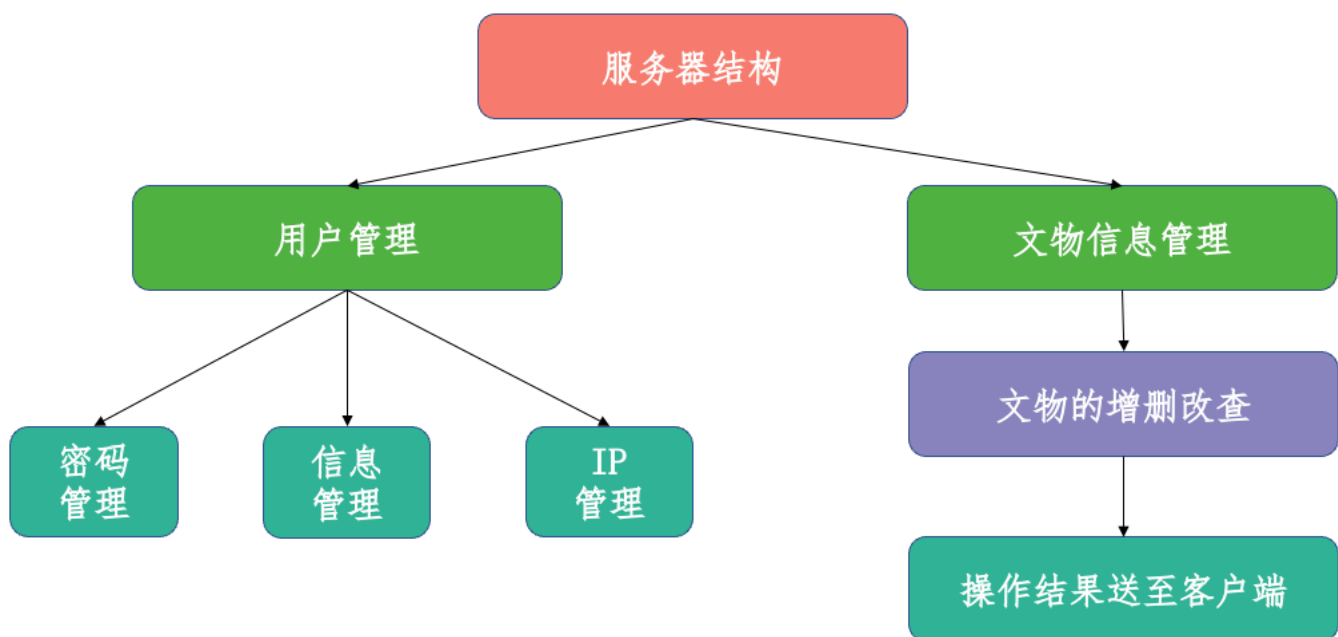 服务器结构
用户管理
文物信息管理
文物的增删改查
密码
管理
信息
管理
IP
管理
操作结果送至客户端